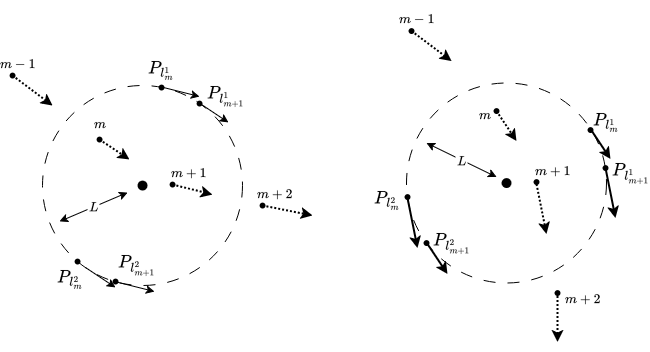 m − 1
P_{l_m^1}
P_{l_{m+1}^1}
m
m + 1
m + 2
L
P_{l_m^2}
P_{l_{m+1}^2}
m − 1
m
P_{l_m^1}
L
m + 1
P_{l_{m+1}^1}
P_{l_m^2}
P_{l_{m+1}^2}
m + 2